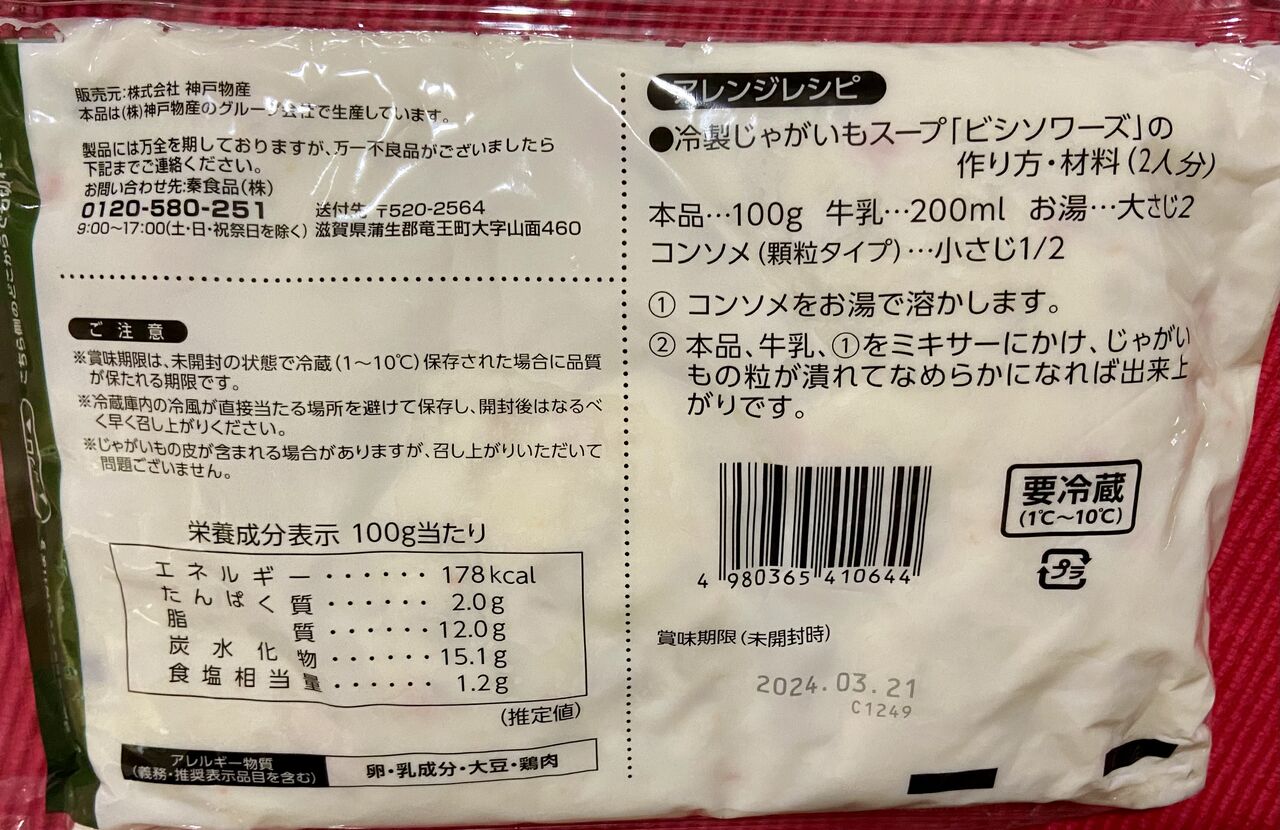 販売元:株式会社 神戸物産
本品は(株)神戸物産のグループ会社で生産しています。
製品には万全を期しておりますが、万一不良品がございましたら
下記までご連絡ください。
お問い合わせ先:秦食品(株)
0120-580-251 送付先 〒520-2564
9:00〜17:00(土・日・祝祭日を除く) 滋賀県蒲生郡竜王町大字山面460
ご注意
※賞味期限は、未開封の状態で冷蔵(1〜10℃)保存された場合に品質
が保たれる期限です。
※冷蔵庫内の冷風が直接当たる場所を避けて保存し、開封後はなるべ
く早く召し上がりください。
※じゃがいもの皮が含まれる場合がありますが、召し上がりいただいて
問題ございません。
栄養成分表示 100g当たり
エネルギー・・・・・・178kcal
たんぱく質・・・・・・2.0g
脂質・・・・・・12.0g
炭水化物・・・・・・15.1g
食塩相当量・・・・・・1.2g
(推定値)
アレルギー物質
(義務・推奨表示品目を含む)
卵・乳成分・大豆・鶏肉
アレンジレシピ
●冷製じゃがいもスープ「ビシソワーズ」の
作り方・材料(2人分)
本品…100g 牛乳…200ml お湯…大さじ2
コンソメ(顆粒タイプ)…小さじ1/2
① コンソメをお湯で溶かします。
② 本品、牛乳、①をミキサーにかけ、じゃがい
もの粒が潰れてなめらかになれば出来上
がりです。
4 980365 410644
要冷蔵
(1℃〜10℃)
プラ
賞味期限(未開封時)
2024.03.21
C1249